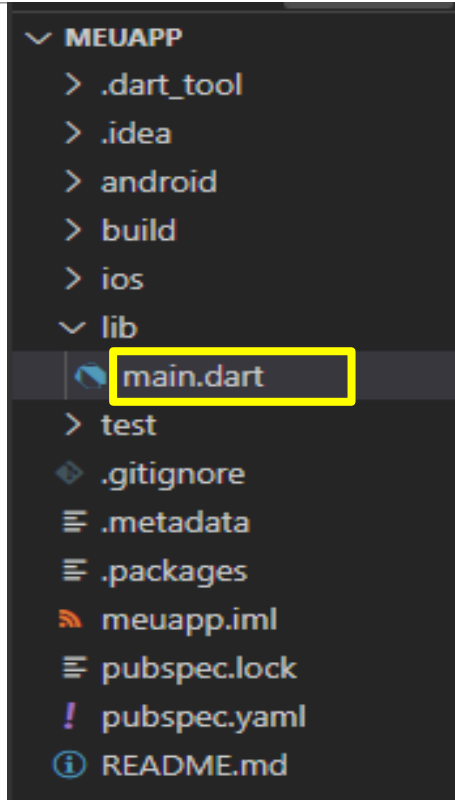 MEUAPP
.dart_tool
.idea
android
build
ios
lib
main.dart
test
.gitignore
.metadata
.packages
meuapp.iml
pubspec.lock
pubspec.yaml
README.md